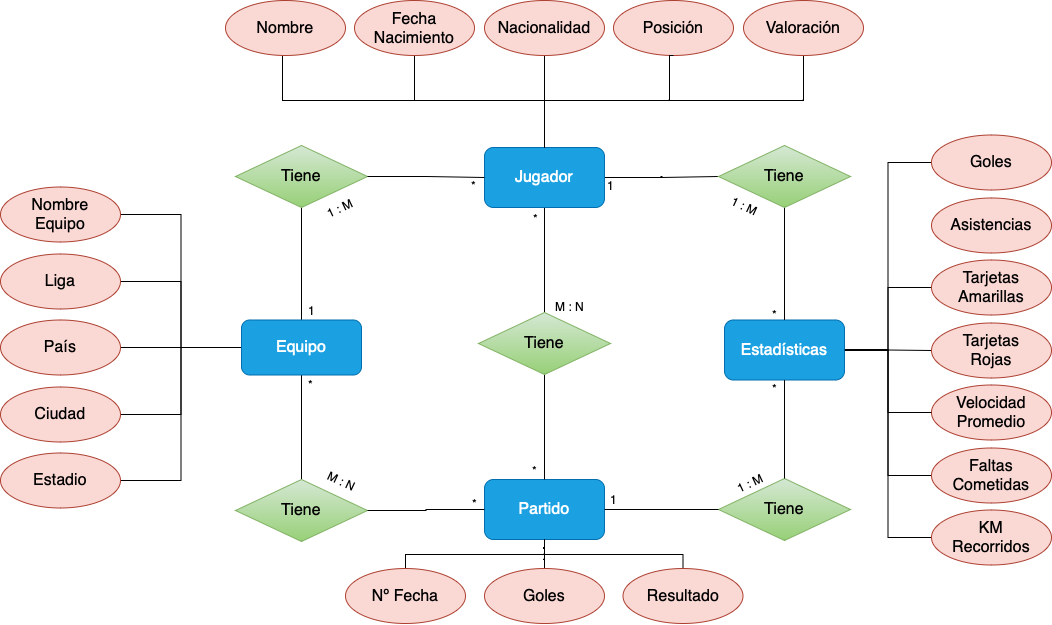 Nombre
Fecha
Nacimiento
Nacionalidad
Posición
Valoración
Tiene
*
Jugador
1
Tiene
1 : M
*
1 : M
Goles
Asistencias
Nombre
Equipo
Liga
País
Ciudad
Estadio
1
Equipo
*
M : N
Tiene
*
Estadísticas
*
Tarjetas
Amarillas
Tarjetas
Rojas
Velocidad
Promedio
Faltas
Cometidas
KM
Recorridos
M : N
Tiene
*
*
Partido
1
1 : M
Tiene
Nº Fecha
Goles
Resultado